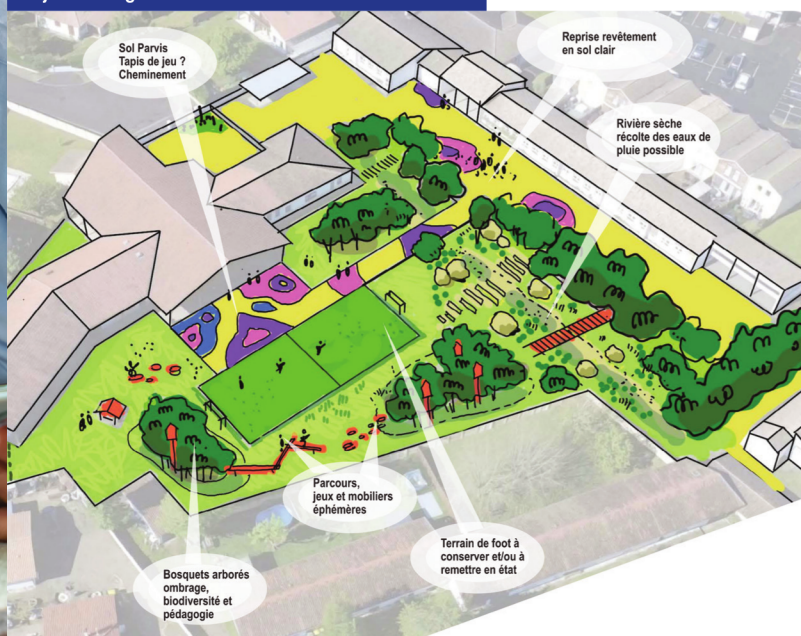 Sol Parvis
Tapis de jeu ?
Cheminement
Reprise revêtement
en sol clair
Rivière sèche
récolte des eaux de
pluie possible
Parcours,
jeux et mobiliers
éphémères
Terrain de foot à
conserver et/ou à
remettre en état
Bosquets arborés
ombrage,
biodiversité et
pédagogie